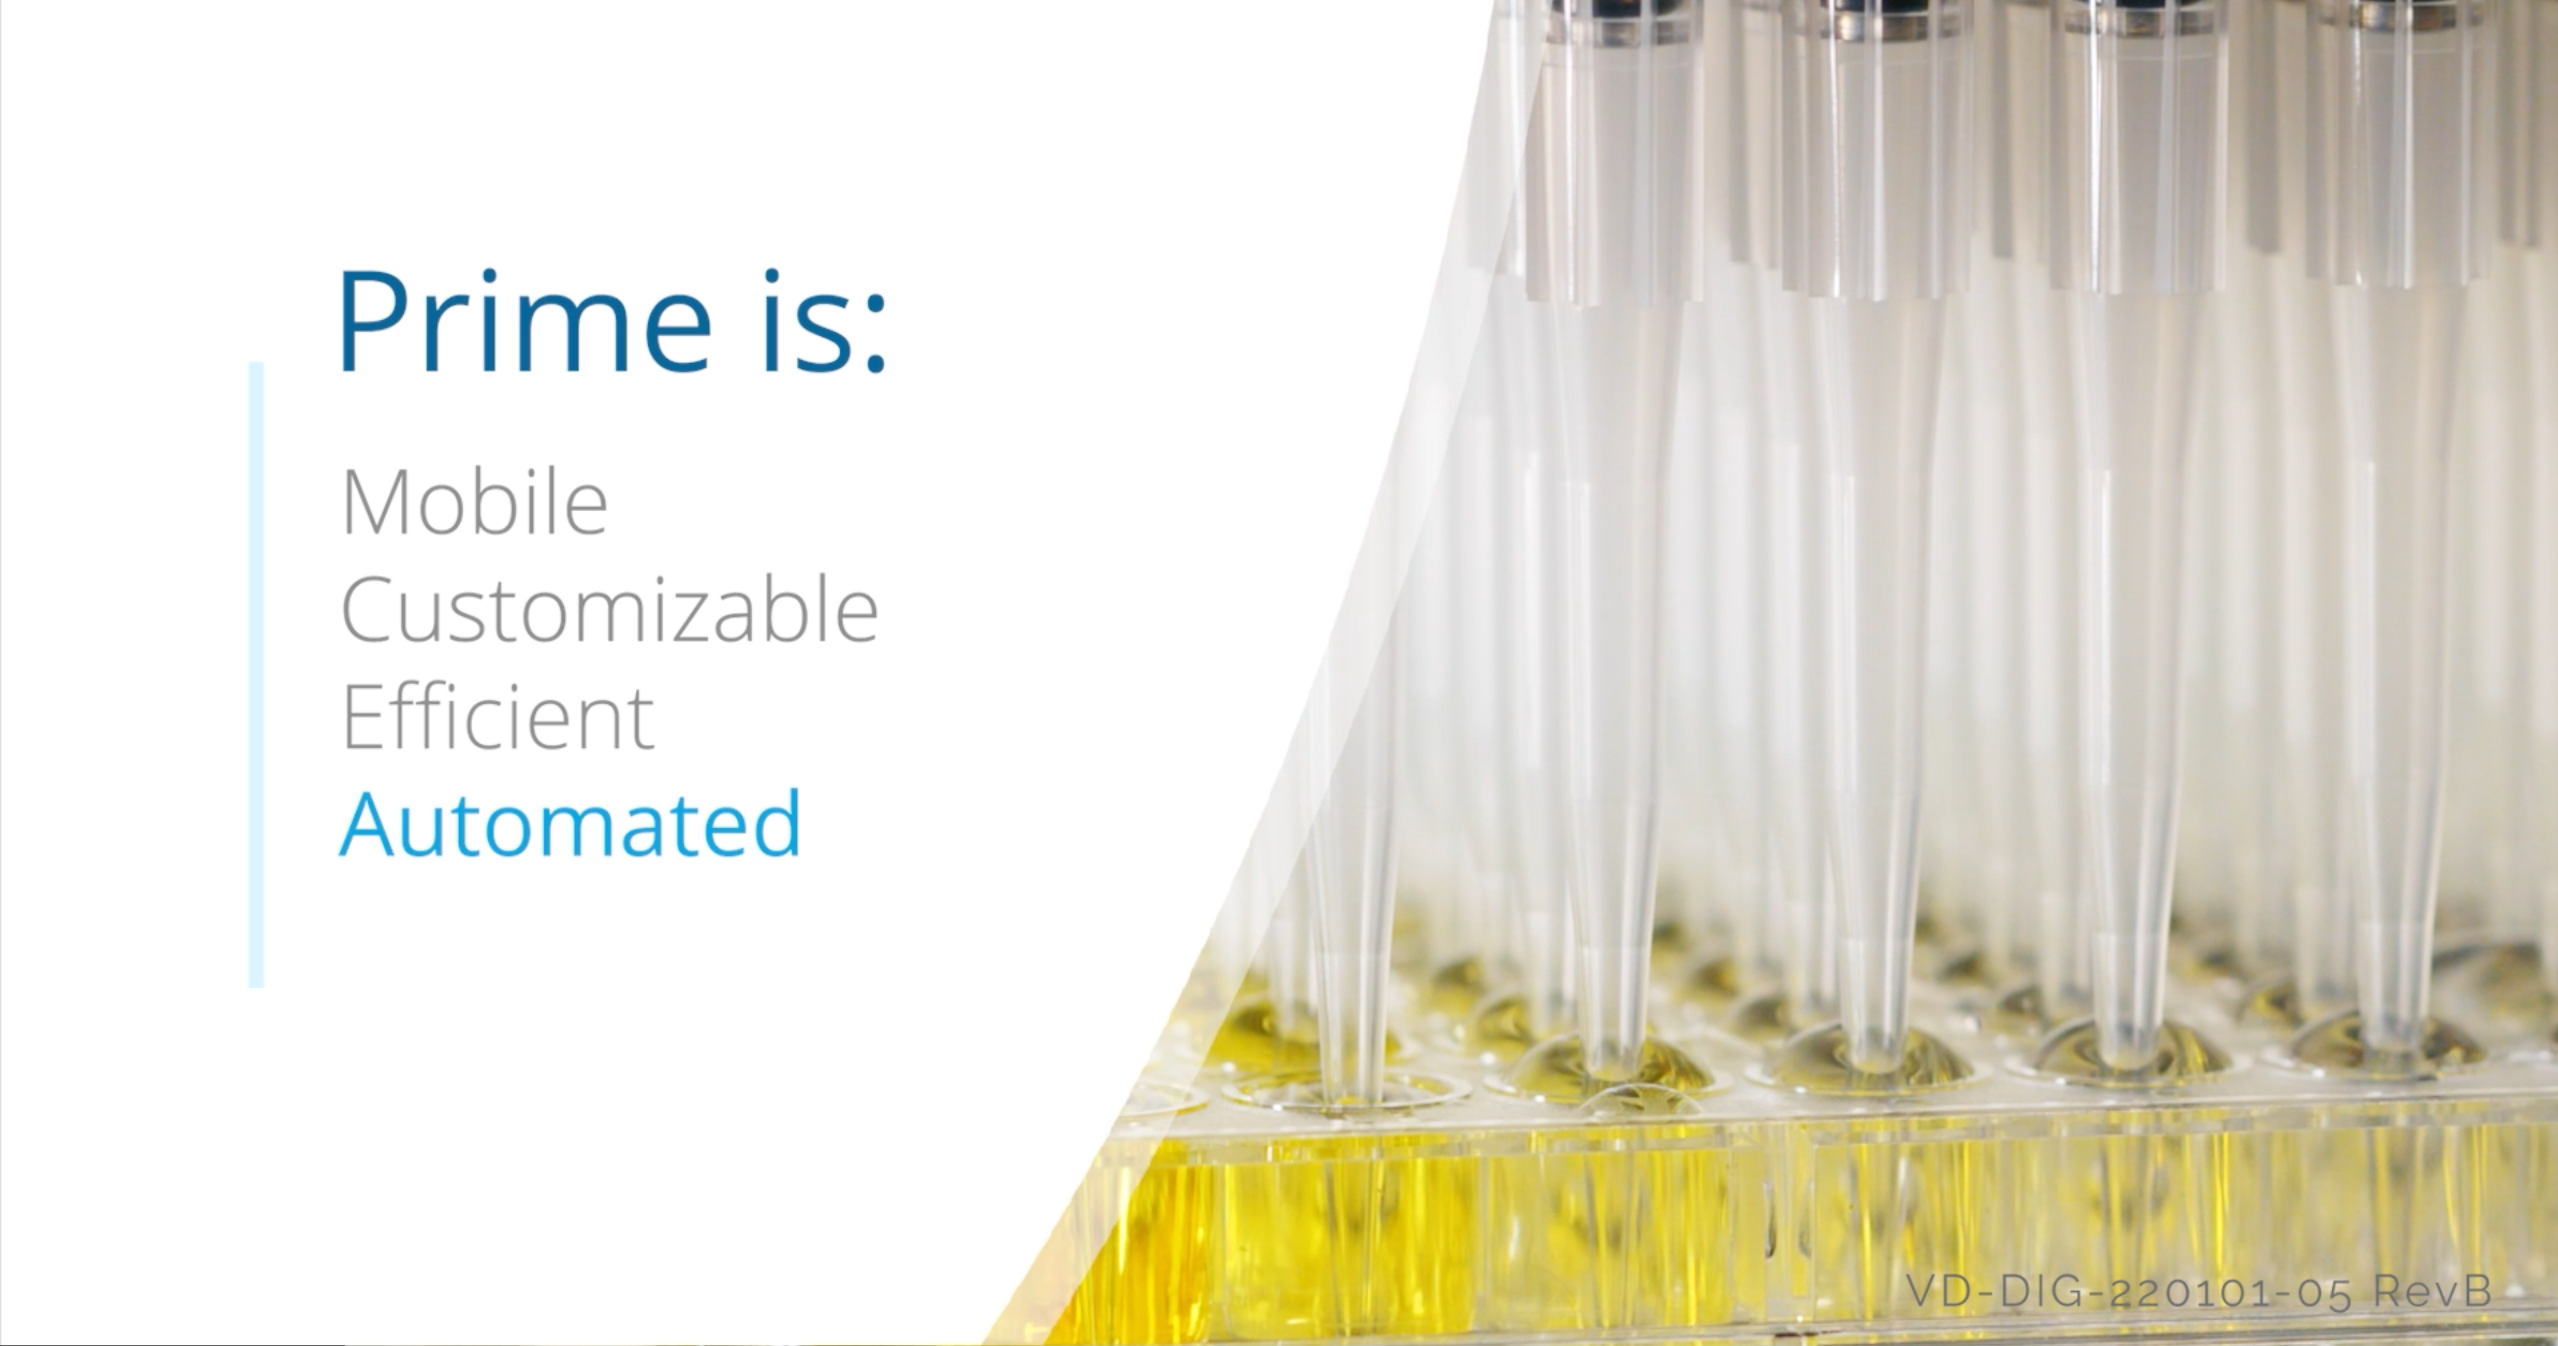 Prime is:
Mobile
Customizable
Efficient
Automated
VD-DIG-220101-05 RevB